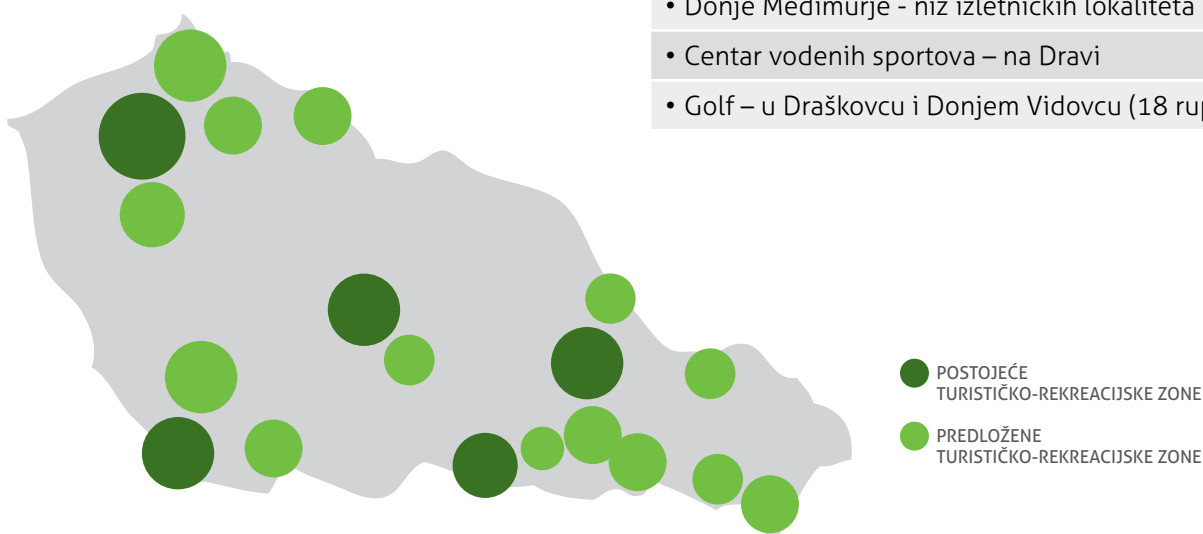 • Donje Međimurje - niz izletničkih lokaliteta
• Centar vodenih sportova – na Dravi
• Golf – u Draškovcu i Donjem Vidovcu (18 rup
POSTOJEĆE
TURISTIČKO-REKREACIJSKE ZONE
PREDLOŽENE
TURISTIČKO-REKREACIJSKE ZONE